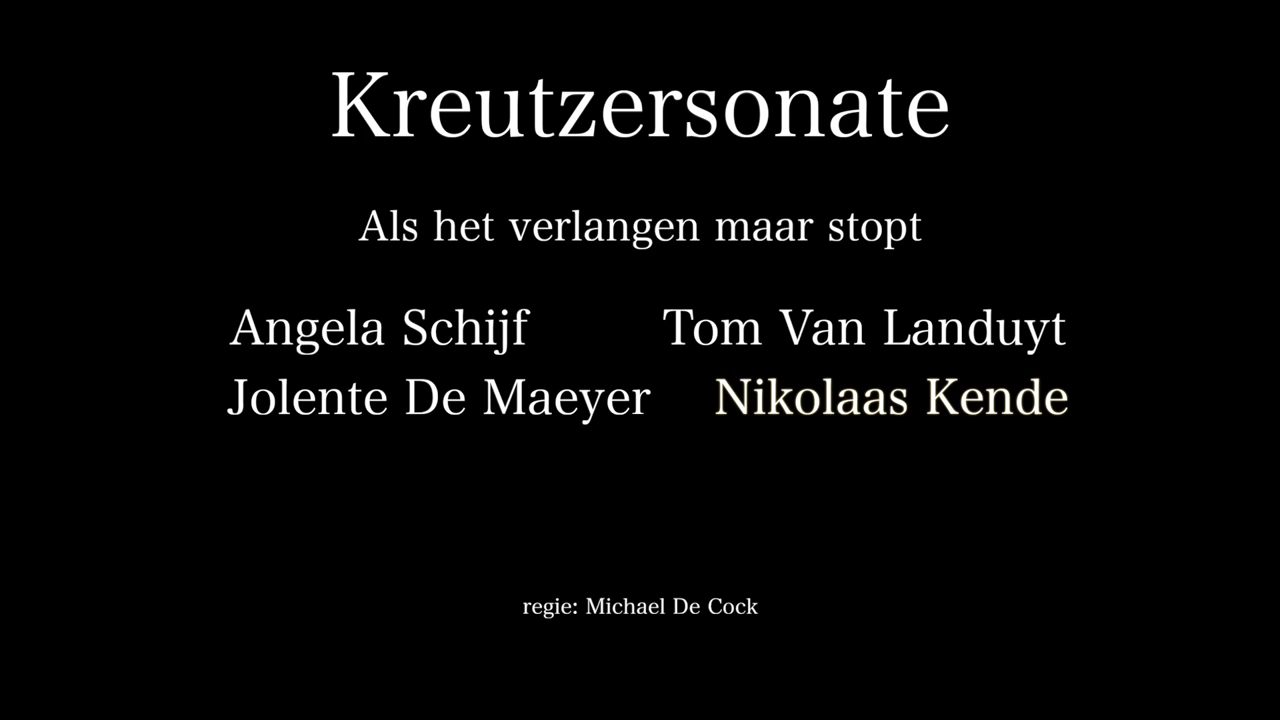 Kreutzersonate
Als het verlangen maar stopt
Angela Schijf Tom Van Landuyt
Jolente De Maeyer Nikolaas Kende
regie: Michael De Cock